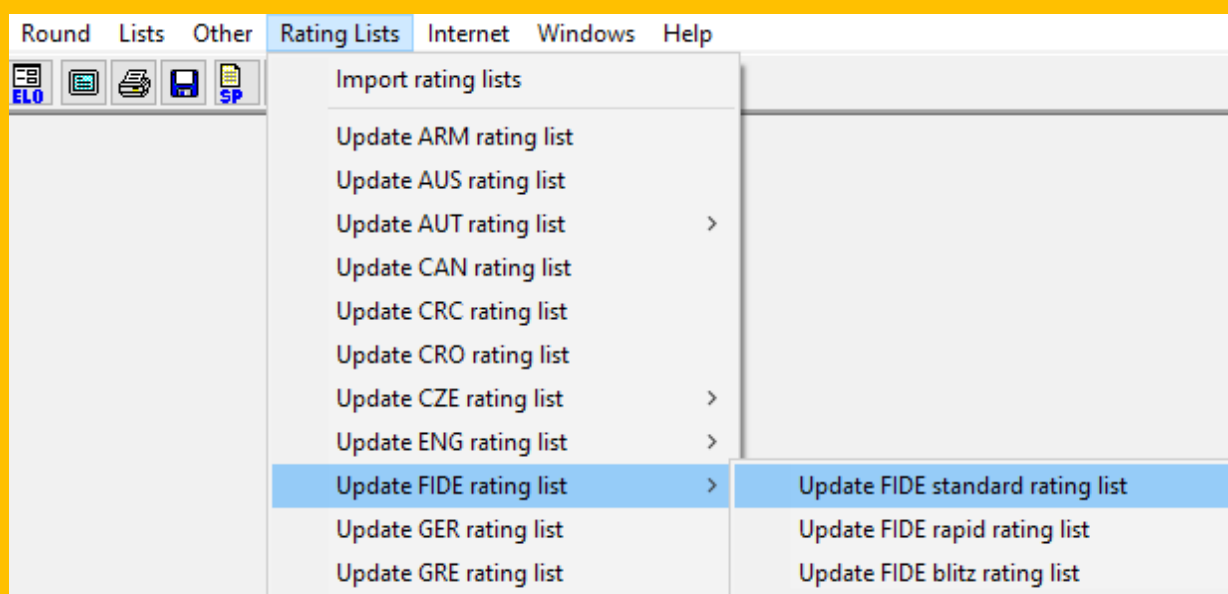 Round Lists Other Rating Lists Internet Windows Help
ELO SP
Import rating lists
Update ARM rating list
Update AUS rating list
Update AUT rating list
Update CAN rating list
Update CRC rating list
Update CRO rating list
Update CZE rating list
Update ENG rating list
Update FIDE rating list
Update GER rating list
Update GRE rating list
Update FIDE standard rating list
Update FIDE rapid rating list
Update FIDE blitz rating list